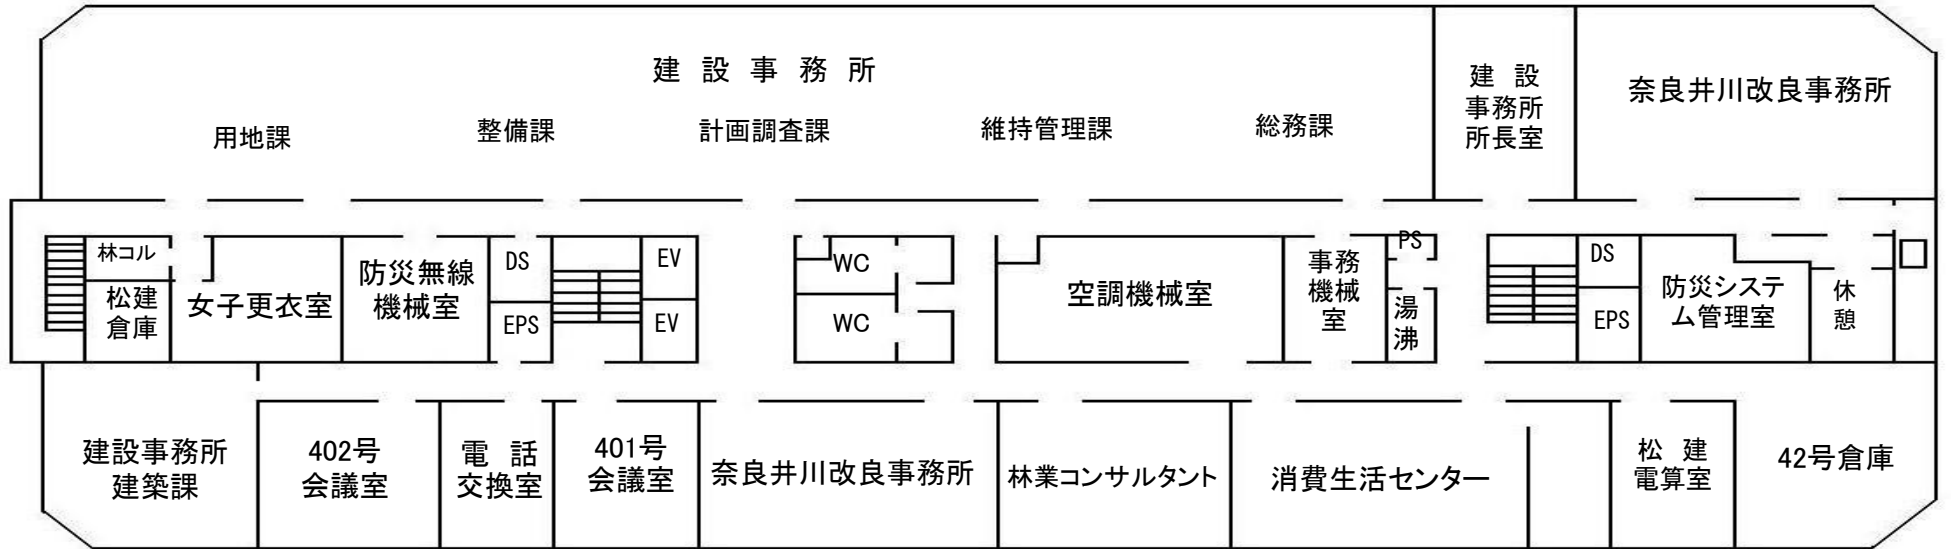 建 設 事 務 所
用地課
整備課
計画調査課
維持管理課
総務課
建 設
事務所
所長室
奈良井川改良事務所
林コル
松建
倉庫
女子更衣室
防災無線
機械室
DS
EPS
EV
EV
WC
WC
空調機械室
事務
機械
室
PS
湯
沸
DS
EPS
防災システ
ム管理室
休
憩
建設事務所
建築課
402号
会議室
電 話
交換室
401号
会議室
奈良井川改良事務所
林業コンサルタント
消費生活センター
松 建
電算室
42号倉庫